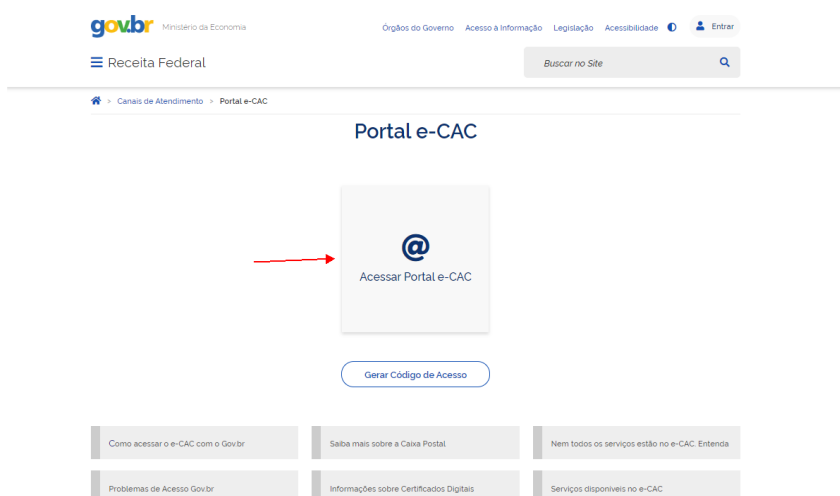 gov.br Ministério da Economia Órgãos do Governo Acesso à Informação Legislação Acessibilidade Entrar
Receita Federal Buscar no Site
> Canais de Atendimento > Portal e-CAC
Portal e-CAC
@
Acessar Portal e-CAC
Gerar Código de Acesso
Como acessar o e-CAC com o Gov.br Saiba mais sobre a Caixa Postal Nem todos os serviços estão no e-CAC. Entenda
Problemas de Acesso Gov.br Informações sobre Certificados Digitais Serviços disponíveis no e-CAC